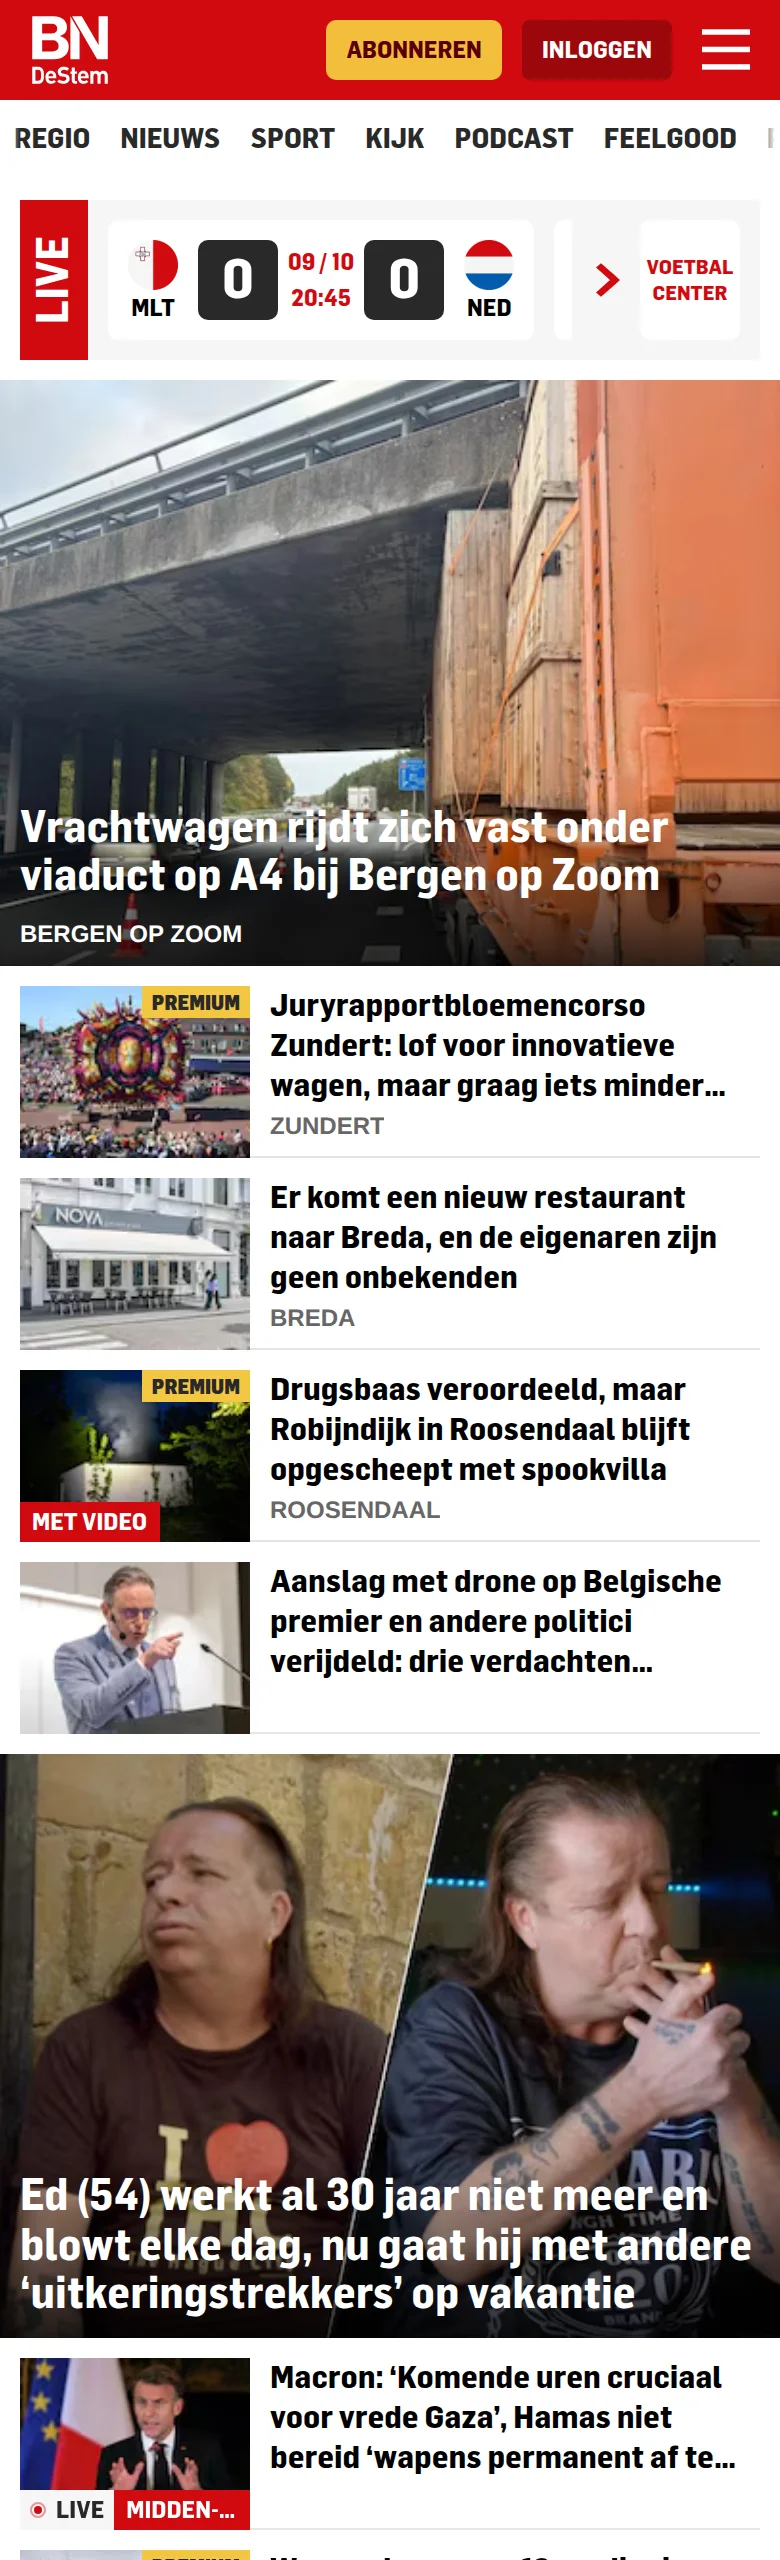 BN
DeStem
ABONNEREN
INLOGGEN
REGIO NIEUWS SPORT KIJK PODCAST FEELGOOD
LIVE
MLT
0
09 / 10
20:45
0
NED
VOETBAL
CENTER
Vrachtwagen rijdt zich vast onder
viaduct op A4 bij Bergen op Zoom
BERGEN OP ZOOM
PREMIUM
Juryrapportbloemencorso
Zundert: lof voor innovatieve
wagen, maar graag iets minder...
ZUNDERT
NOVA
Er komt een nieuw restaurant
naar Breda, en de eigenaren zijn
geen onbekenden
BREDA
PREMIUM
MET VIDEO
Drugsbaas veroordeeld, maar
Robijndijk in Roosendaal blijft
opgescheept met spookvilla
ROOSENDAAL
Aanslag met drone op Belgische
premier en andere politici
verijdeld: drie verdachten...
Ed (54) werkt al 30 jaar niet meer en
blowt elke dag, nu gaat hij met andere
‘uitkeringstrekkers’ op vakantie
LIVE
MIDDEN-...
Macron: ‘Komende uren cruciaal
voor vrede Gaza’, Hamas niet
bereid ‘wapens permanent af te...